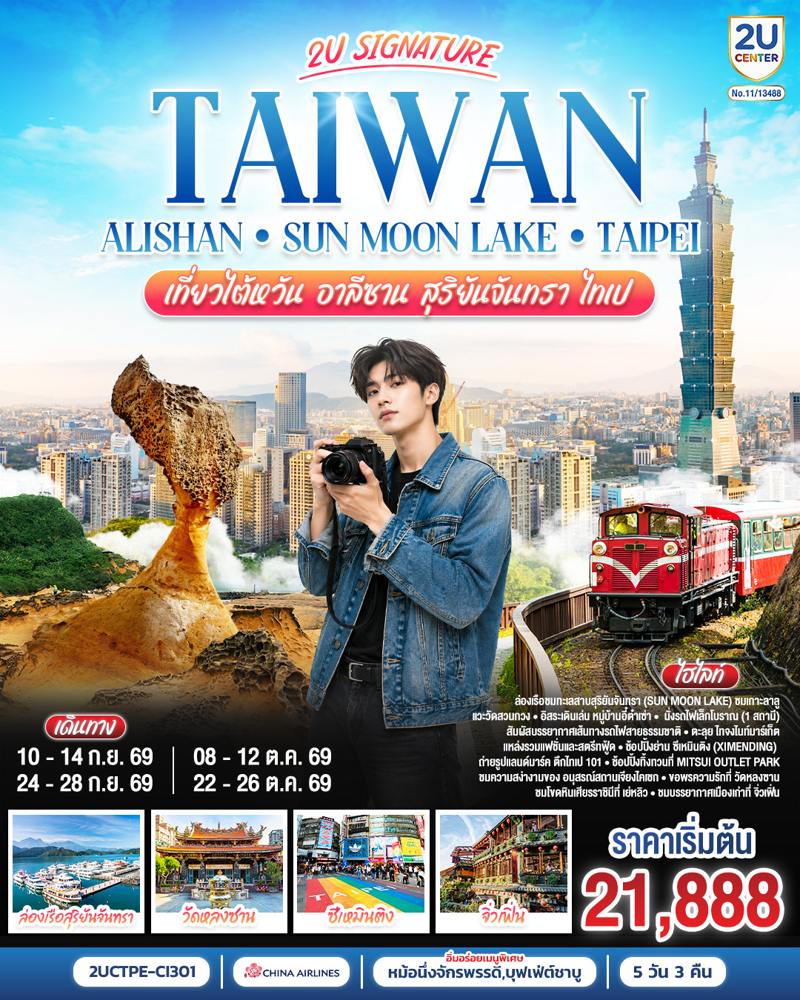 2U SIGNATURE
2U
CENTER
No.11/13488
TAIWAN
ALISHAN • SUN MOON LAKE • TAIPEI
เที่ยวไต้หวัน อาลีซาน สุริยันจันทรา ไทเป
ไฮไลท์
ล่องเรือชมทะเลสาบสุริยันจันทรา (SUN MOON LAKE) ชมเกาะลาลู
แวะวัดสวนกวง • อิสระเดินเล่น หมู่บ้านอี๋ต๋าเซ่า • นั่งรถไฟเล็กโบราณ (1 สถานี)
สัมผัสบรรยากาศเส้นทางรถไฟสายธรรมชาติ • ตะลุย ไทจงไนท์มาร์เก็ต
แหล่งรวมแฟชั่นและสตรีทฟู้ด • ช้อปปิ้งย่าน ซีเหมินติง (XIMENDING)
ถ่ายรูปแลนด์มาร์ค ตึกไทเป 101 • ช้อปปิ้งทิ้งทวนที่ MITSUI OUTLET PARK
ชมความสง่างามของ อนุสรณ์สถานเจียงไคเชก • ขอพรความรักที่ วัดหลงซาน
ชมโขดหินเศียรราชินีที่ เย่หลิว • ชมบรรยากาศเมืองเก่าที่ จิ่วเฟิ่น
เดินทาง
10 - 14 ก.ย. 69
24 - 28 ก.ย. 69
08 - 12 ต.ค. 69
22 - 26 ต.ค. 69
ล่องเรือสุริยันจันทรา
วัดหลงซาน
ซีเหมินติง
TAIPEI
จิ่วเฟิ่น
ราคาเริ่มต้น
21,888
2UCTPE-CI301
CHINA AIRLINES
อิ่มอร่อยเมนูพิเศษ
หม้อนึ่งจักรพรรดิ,บุฟเฟ่ต์ชาบู
5 วัน 3 คืน